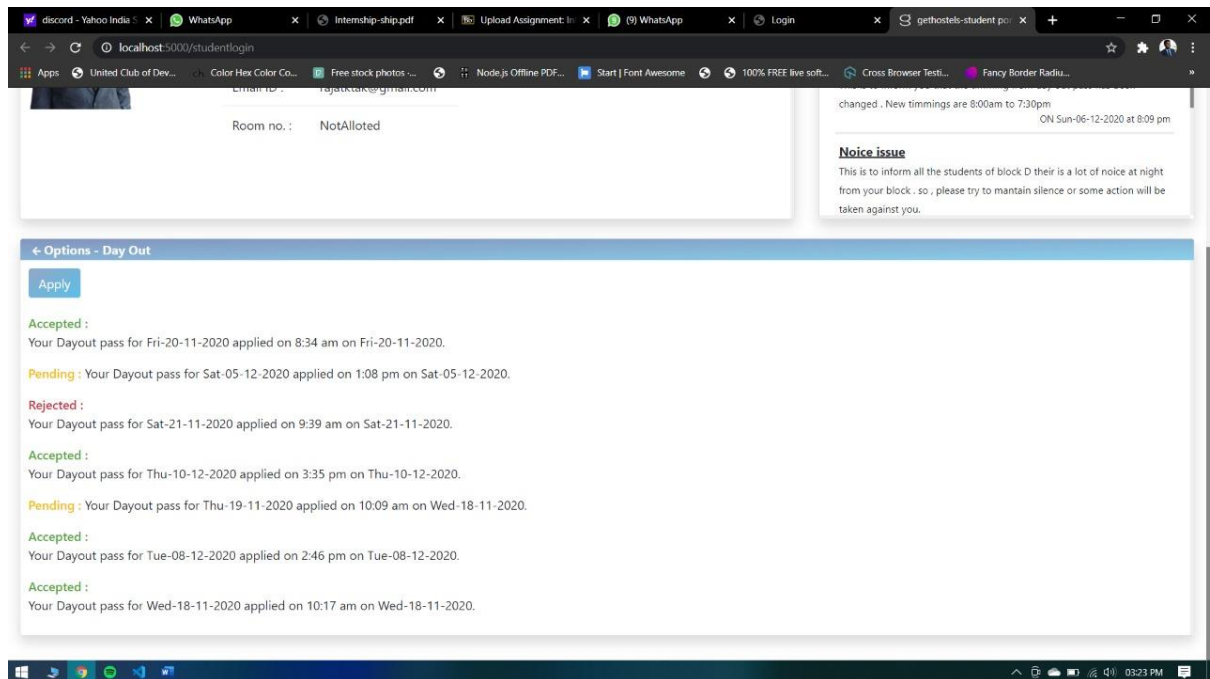 discord - Yahoo India S
WhatsApp
Internship-ship.pdf
Upload Assignment: In
(9) WhatsApp
Login
gethostels-student por
localhost:5000/studentlogin
Apps
United Club of Dev...
Color Hex Color Co...
Free stock photos ·...
Node.js Offline PDF...
Start | Font Awesome
100% FREE live soft...
Cross Browser Testi...
Fancy Border Radiu...
»
Email ID :
Room no. : NotAlloted
changed . New timmings are 8:00am to 7:30pm
ON Sun-06-12-2020 at 8:09 pm
Noice issue
This is to inform all the students of block D their is a lot of noice at night
from your block . so , please try to mantain silence or some action will be
taken against you.
← Options - Day Out
Apply
Accepted :
Your Dayout pass for Fri-20-11-2020 applied on 8:34 am on Fri-20-11-2020.
Pending : Your Dayout pass for Sat-05-12-2020 applied on 1:08 pm on Sat-05-12-2020.
Rejected :
Your Dayout pass for Sat-21-11-2020 applied on 9:39 am on Sat-21-11-2020.
Accepted :
Your Dayout pass for Thu-10-12-2020 applied on 3:35 pm on Thu-10-12-2020.
Pending : Your Dayout pass for Thu-19-11-2020 applied on 10:09 am on Wed-18-11-2020.
Accepted :
Your Dayout pass for Tue-08-12-2020 applied on 2:46 pm on Tue-08-12-2020.
Accepted :
Your Dayout pass for Wed-18-11-2020 applied on 10:17 am on Wed-18-11-2020.
03:23 PM